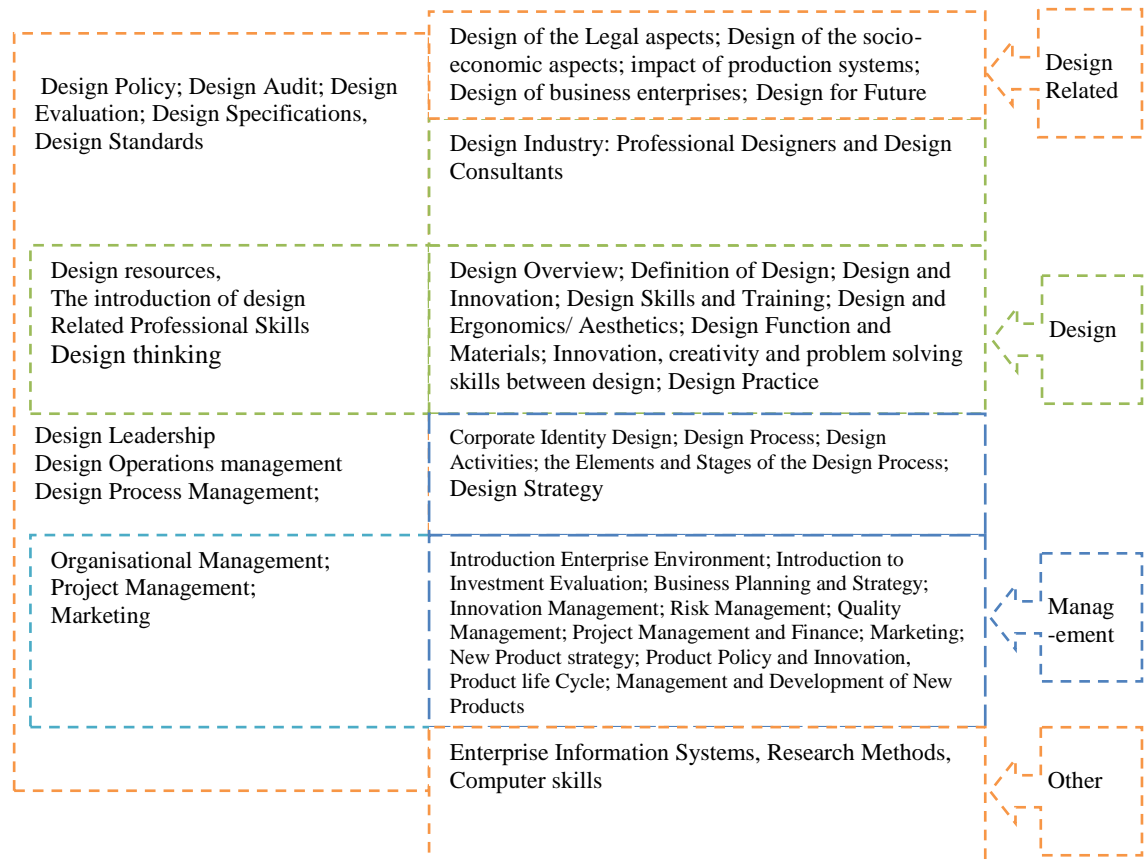 Design Policy; Design Audit; Design
Evaluation; Design Specifications,
Design Standards
Design of the Legal aspects; Design of the socio-
economic aspects; impact of production systems;
Design of business enterprises; Design for Future
Design
Related
Design Industry: Professional Designers and Design
Consultants
Design resources,
The introduction of design
Related Professional Skills
Design thinking
Design Overview; Definition of Design; Design and
Innovation; Design Skills and Training; Design and
Ergonomics/ Aesthetics; Design Function and
Materials; Innovation, creativity and problem solving
skills between design; Design Practice
Design
Design Leadership
Design Operations management
Design Process Management;
Corporate Identity Design; Design Process; Design
Activities; the Elements and Stages of the Design Process;
Design Strategy
Organisational Management;
Project Management;
Marketing
Introduction Enterprise Environment; Introduction to
Investment Evaluation; Business Planning and Strategy;
Innovation Management; Risk Management; Quality
Management; Project Management and Finance; Marketing;
New Product strategy; Product Policy and Innovation,
Product life Cycle; Management and Development of New
Products
Manag
-ement
Enterprise Information Systems, Research Methods,
Computer skills
Other